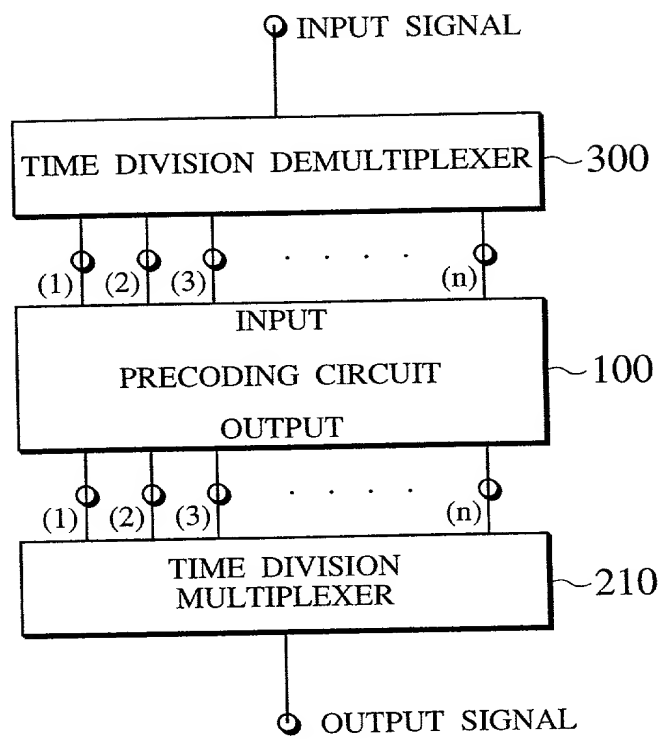 INPUT SIGNAL
TIME DIVISION DEMULTIPLEXER
300
(1) (2) (3) . . . . (n)
INPUT
PRECODING CIRCUIT
100
OUTPUT
(1) (2) (3) . . . . (n)
TIME DIVISION
MULTIPLEXER
210
OUTPUT SIGNAL